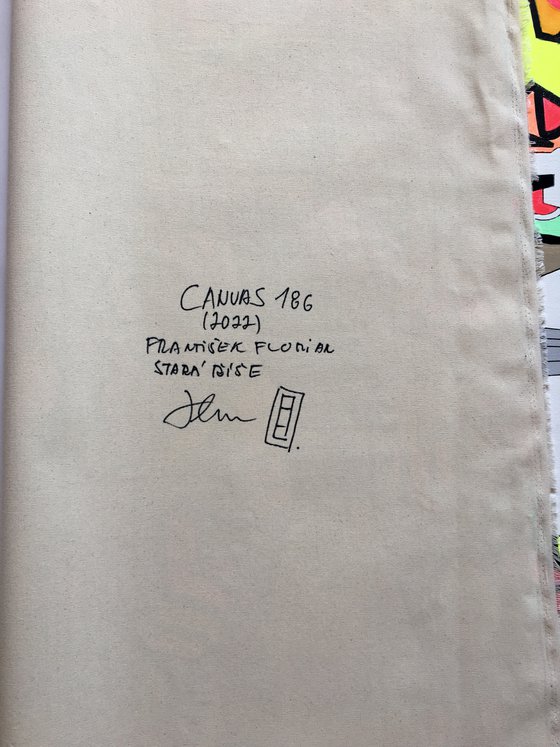 CANVAS 186
(2022)
FRANTIŠEK FLORIAN
STARÁ ŘÍŠE